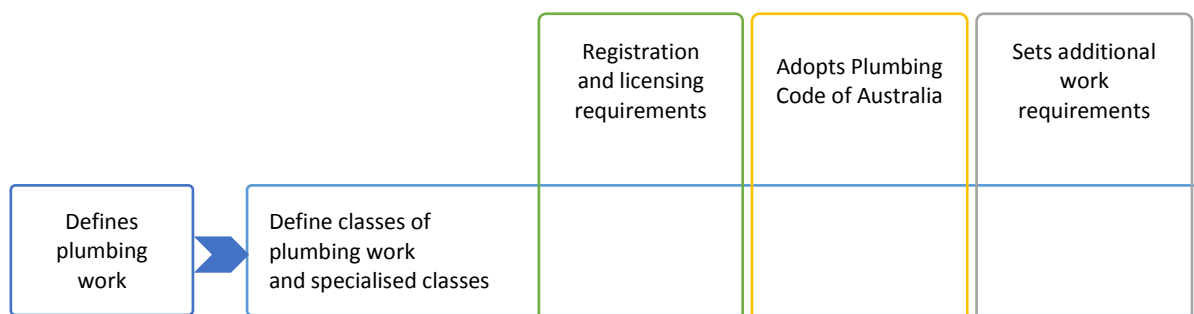 Registration
and licensing
requirements
Adopts Plumbing
Code of Australia
Sets additional
work
requirements
Defines
plumbing
work
Define classes of
plumbing work
and specialised classes